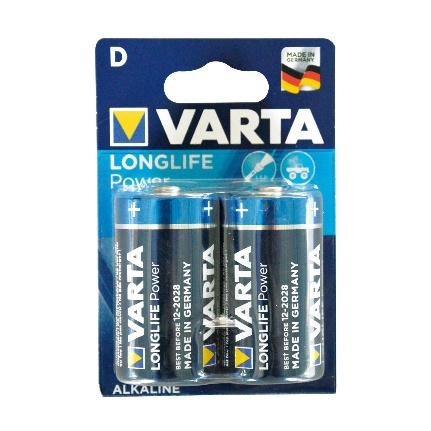 D
MADE IN
GERMANY
VARTA
LONGLIFE
Power
+
+
VARTA
LONGLIFE Power
BEST BEFORE 12-2028
MADE IN GERMANY
+
+
VARTA
LONGLIFE Power
BEST BEFORE 12-2028
MADE IN GERMANY
ALKALINE